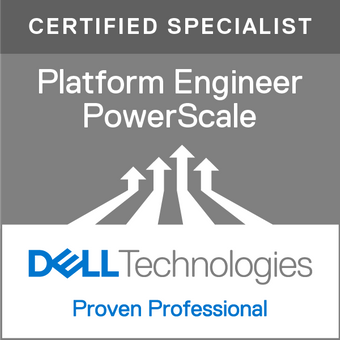 CERTIFIED SPECIALIST
Platform Engineer
PowerScale
DELL Technologies
Proven Professional